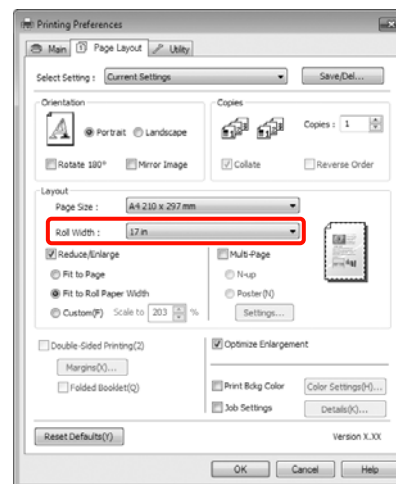 Printing Preferences
Main Page Layout Utility
Select Setting : Current Settings Save/Del...
Orientation
Portrait Landscape
Rotate 180° Mirror Image
Copies
Copies : 1
Collate Reverse Order
Layout
Page Size : A4 210 x 297 mm
Roll Width : 17 in
Reduce/Enlarge Multi-Page
Fit to Page N-up
Fit to Roll Paper Width Poster(N)
Custom(P) Scale to 203 % Settings...
Double-Sided Printing(2) Optimize Enlargement
Margins(X)...
Folded Booklet(Q) Print Bckg Color Color Settings(H)...
Job Settings Details(K)...
Reset Defaults(Y) Version X.XX
OK Cancel Help